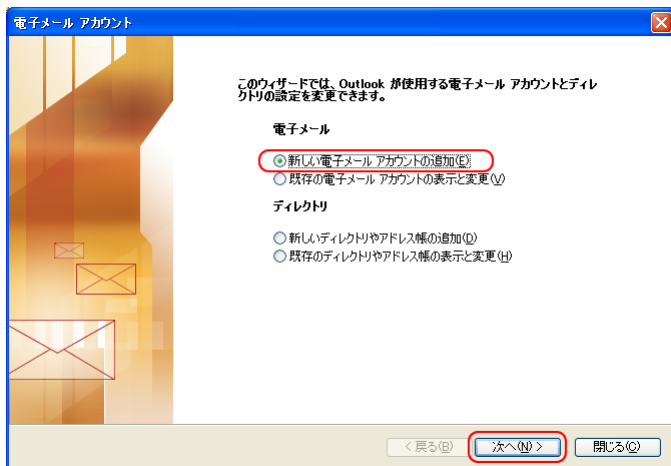 電子メール アカウント
このウィザードでは、Outlook が使用する電子メール アカウントとディレ
クトリの設定を変更できます。
電子メール
新しい電子メール アカウントの追加(E)
既存の電子メール アカウントの表示と変更(V)
ディレクトリ
新しいディレクトリやアドレス帳の追加(D)
既存のディレクトリやアドレス帳の表示と変更(H)
< 戻る(B)
次へ(N) >
閉じる(C)